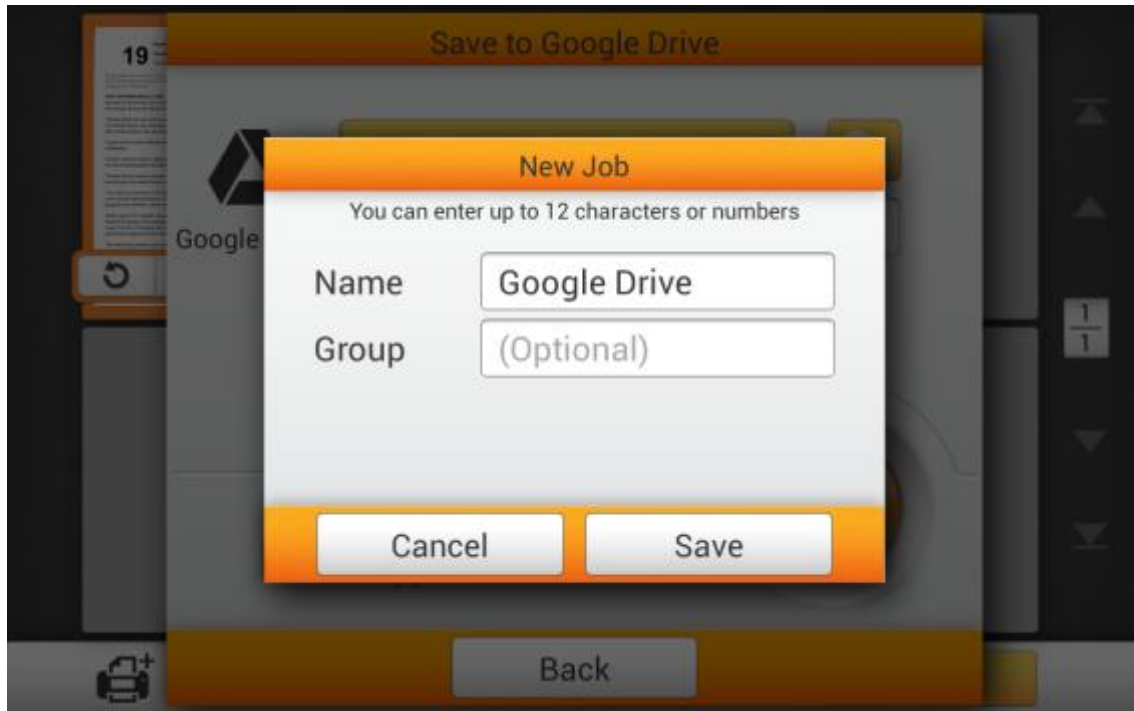 19
Save to Google Drive
New Job
You can enter up to 12 characters or numbers
Google
Name
Google Drive
Group
(Optional)
1
1
Cancel
Save
Back